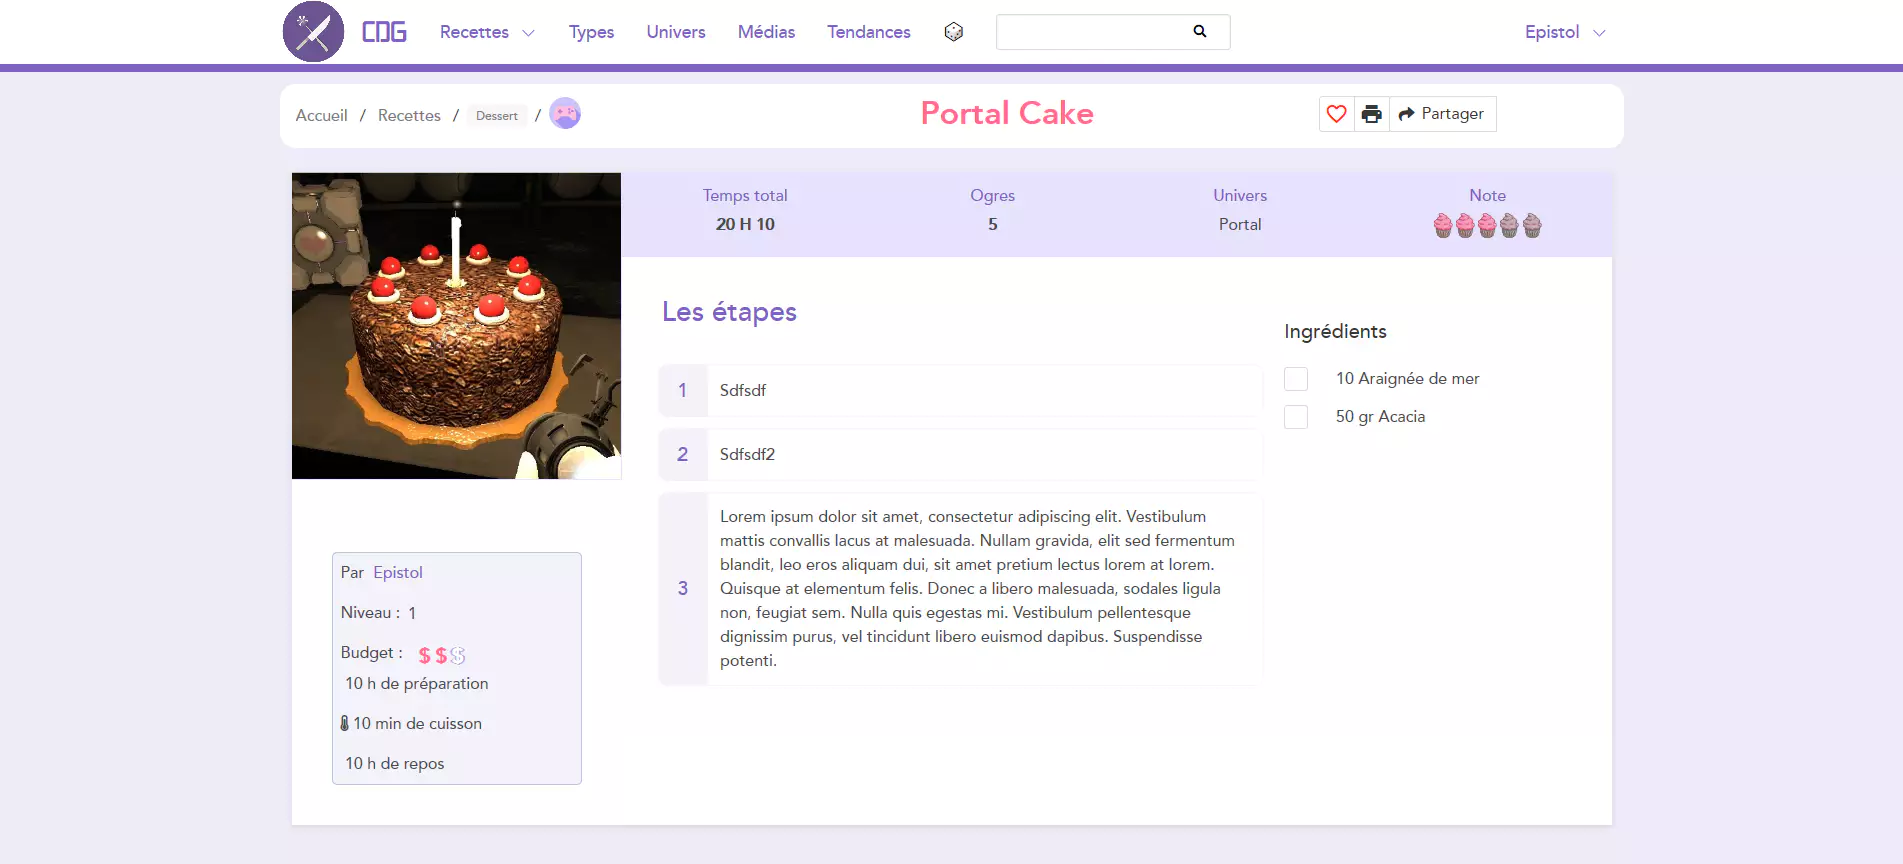 CDG Recettes Types Univers Médias Tendances Epistol
Accueil / Recettes / Dessert /
Portal Cake
Partager
Temps total Ogres Univers Note
20 H 10 5 Portal
Les étapes
1 Sdfsdf
2 Sdfsdf2
3
Lorem ipsum dolor sit amet, consectetur adipiscing elit. Vestibulum
mattis convallis lacus at malesuada. Nullam gravida, elit sed fermentum
blandit, leo eros aliquam dui, sit amet pretium lectus lorem at lorem.
Quisque at elementum felis. Donec a libero malesuada, sodales ligula
non, feugiat sem. Nulla quis egestas mi. Vestibulum pellentesque
dignissim purus, vel tincidunt libero euismod dapibus. Suspendisse
potenti.
Ingrédients
10 Araignée de mer
50 gr Acacia
Par Epistol
Niveau : 1
Budget : $ $ $
10 h de préparation
10 min de cuisson
10 h de repos